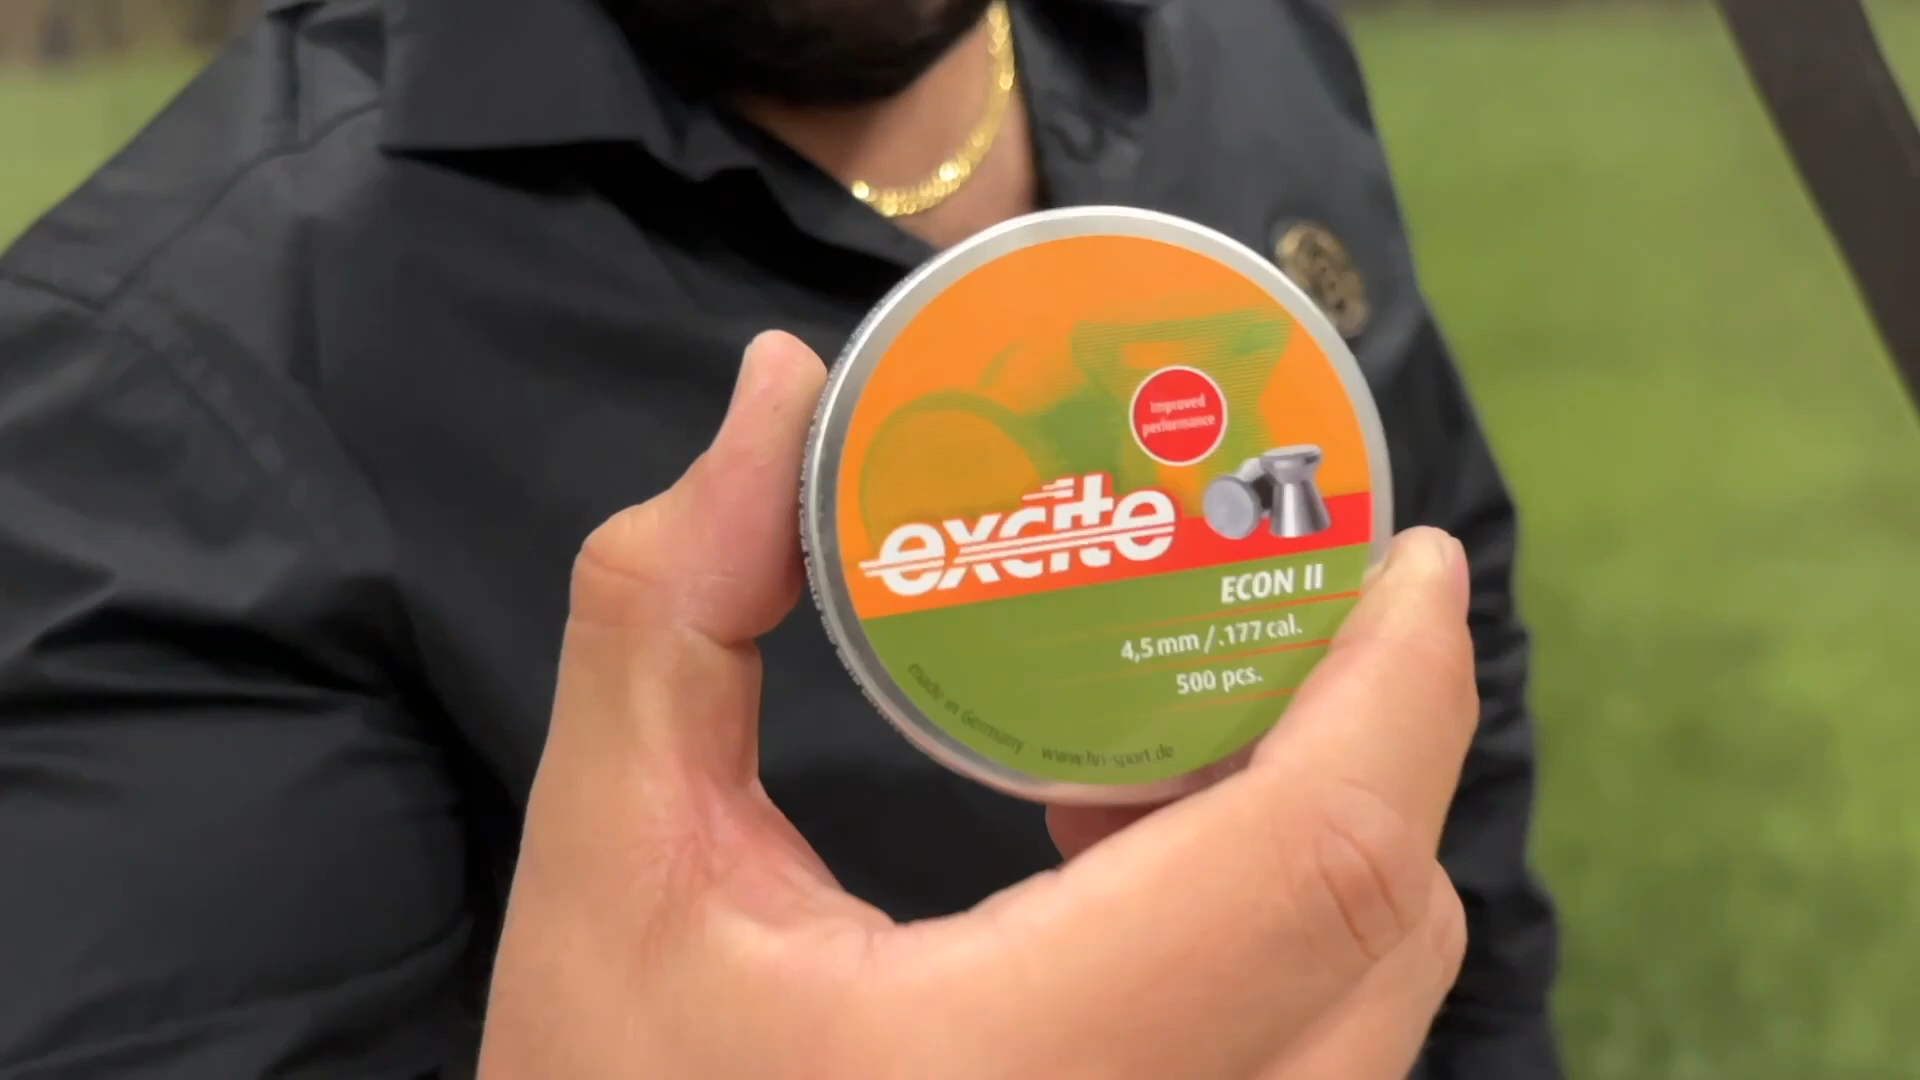 Improved
performance
excite
ECON II
4,5 mm / .177 cal.
500 pcs.
made in Germany
www.hn-sport.de